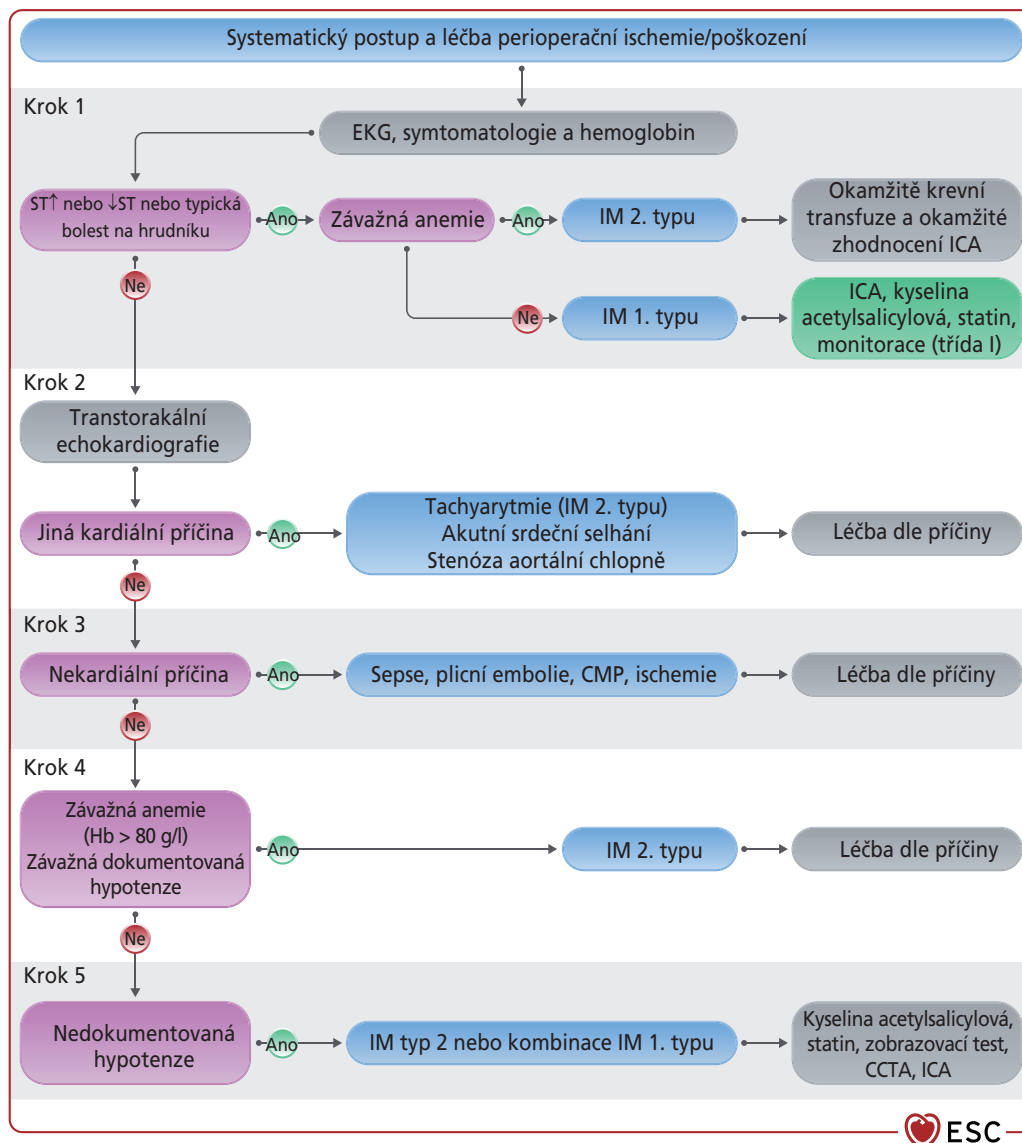 Systematický postup a léčba perioperační ischemie/poškození
Krok 1
EKG, symtomatologie a hemoglobin
ST↑ nebo ↓ST nebo typická
bolest na hrudníku
Ano
Závažná anemie
Ano
IM 2. typu
Okamžitě krevní
transfuze a okamžité
zhodnocení ICA
Ne
Ne
IM 1. typu
ICA, kyselina
acetylsalicylová, statin,
monitorace (třída I)
Krok 2
Transtorakální
echokardiografie
Jiná kardiální příčina
Ano
Tachyarytmie (IM 2. typu)
Akutní srdeční selhání
Stenóza aortální chlopně
Léčba dle příčiny
Ne
Krok 3
Nekardiální příčina
Ano
Sepse, plicní embolie, CMP, ischemie
Léčba dle příčiny
Ne
Krok 4
Závažná anemie
(Hb > 80 g/l)
Závažná dokumentovaná
hypotenze
Ano
IM 2. typu
Léčba dle příčiny
Ne
Krok 5
Nedokumentovaná
hypotenze
Ano
IM typ 2 nebo kombinace IM 1. typu
Kyselina acetylsalicylová,
statin, zobrazovací test,
CCTA, ICA
ESC